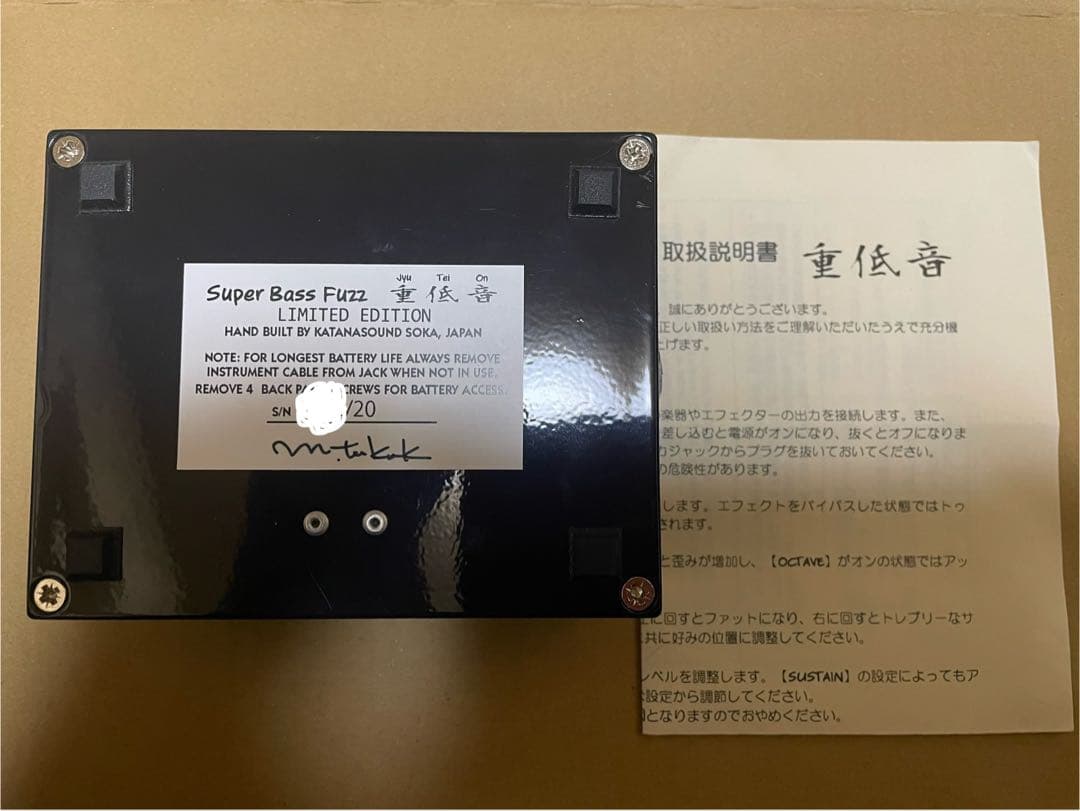 Jyu Tei On
Super Bass Fuzz 重低音
LIMITED EDITION
HAND BUILT BY KATANASOUND SOKA, JAPAN
NOTE: FOR LONGEST BATTERY LIFE ALWAYS REMOVE
INSTRUMENT CABLE FROM JACK WHEN NOT IN USE.
REMOVE 4 BACK PA CREWS FOR BATTERY ACCESS.
S/N /20
取扱説明書 重低音
誠にありがとうございます。
正しい取扱い方法をご理解いただいたうえで充分機
上げます。
の楽器やエフェクターの出力を接続します。また、
差し込むと電源がオンになり、抜くとオフになりま
カジャックからプラグを抜いておいてください。
の危険性があります。
します。エフェクトをバイパスした状態ではトゥ
されます。
と歪みが増加し、【OCTAVE】がオンの状態ではアッ
に回すとファットになり、右に回すとトレブリーなサ
共に好みの位置に調整してください。
レベルを調整します。【SUSTAIN】の設定によってもア
設定から調節してください。
となりますのでおやめください。